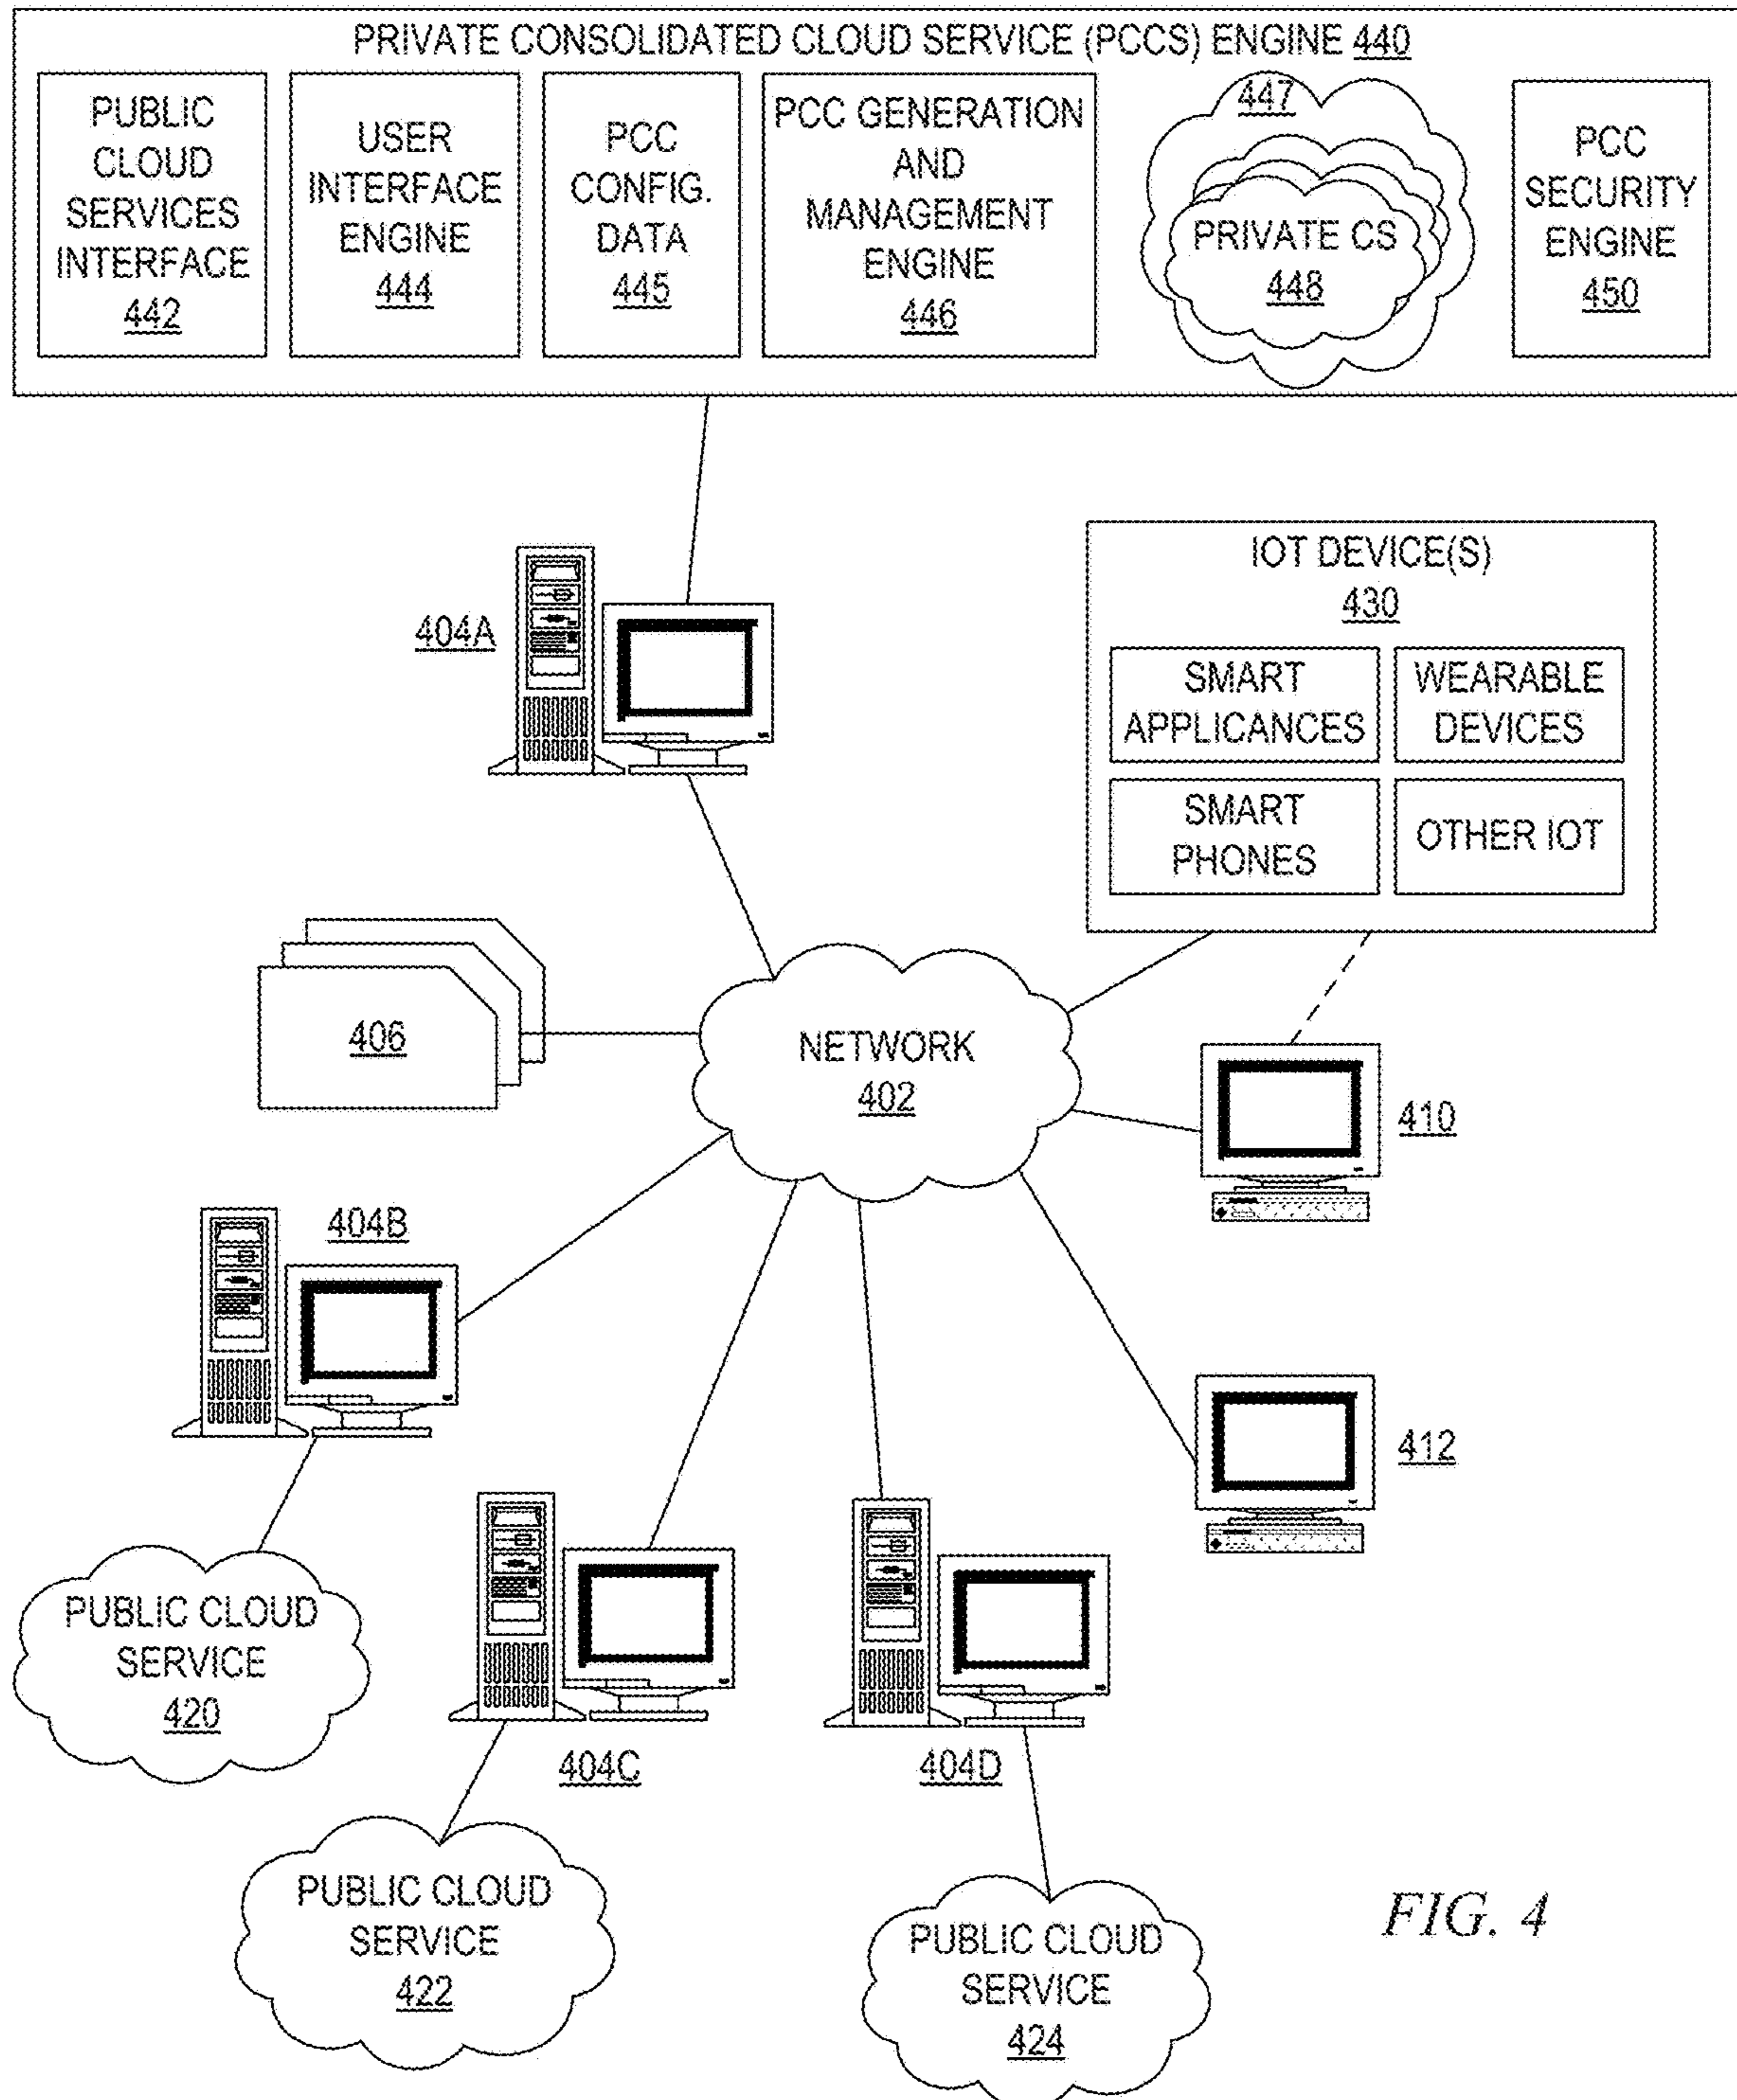 PRIVATE CONSOLIDATED CLOUD SERVICE (PCCS) ENGINE 440
PUBLIC
CLOUD
SERVICES
INTERFACE
442
USER
INTERFACE
ENGINE
444
PCC
CONFIG.
DATA
445
PCC GENERATION
AND
MANAGEMENT
ENGINE
446
447
PRIVATE CS
448
PCC
SECURITY
ENGINE
450
404A
IOT DEVICE(S)
430
SMART
APPLICANCES
WEARABLE
DEVICES
SMART
PHONES
OTHER IOT
406
NETWORK
402
410
404B
412
PUBLIC CLOUD
SERVICE
420
404C
404D
PUBLIC CLOUD
SERVICE
422
PUBLIC CLOUD
SERVICE
424
FIG. 4